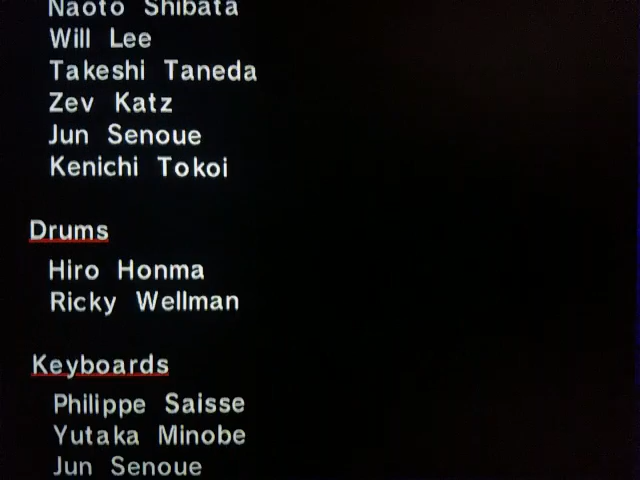 Naoto Shibata
Will Lee
Takeshi Taneda
Zev Katz
Jun Senoue
Kenichi Tokoi
Drums
Hiro Honma
Ricky Wellman
Keyboards
Philippe Saisse
Yutaka Minobe
Jun Senoue